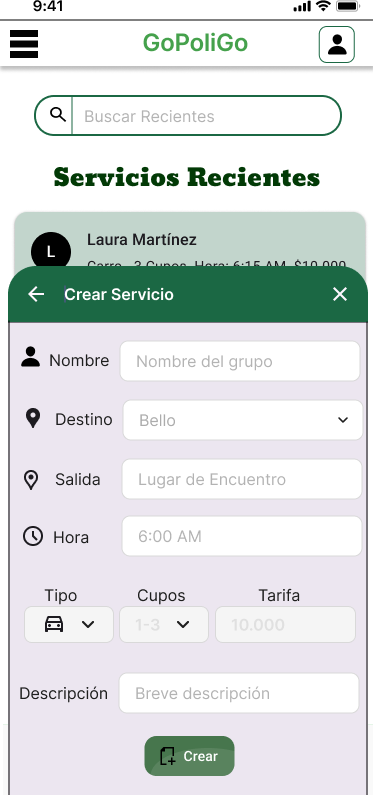 9:41
GoPoliGo
Buscar Recientes
Servicios Recientes
L
Laura Martínez
Carro - 3 Cupos. Hora: 6:15 AM. $10.000
Crear Servicio
Nombre
Nombre del grupo
Destino
Bello
Salida
Lugar de Encuentro
Hora
6:00 AM
Tipo Cupos Tarifa
1-3 10.000
Descripción
Breve descripción
Crear